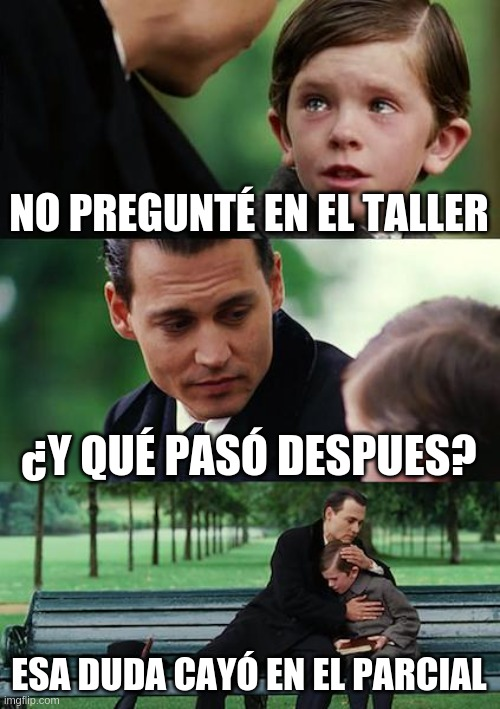 NO PREGUNTÉ EN EL TALLER
¿Y QUÉ PASÓ DESPUES?
ESA DUDA CAYÓ EN EL PARCIAL
imgflip.com